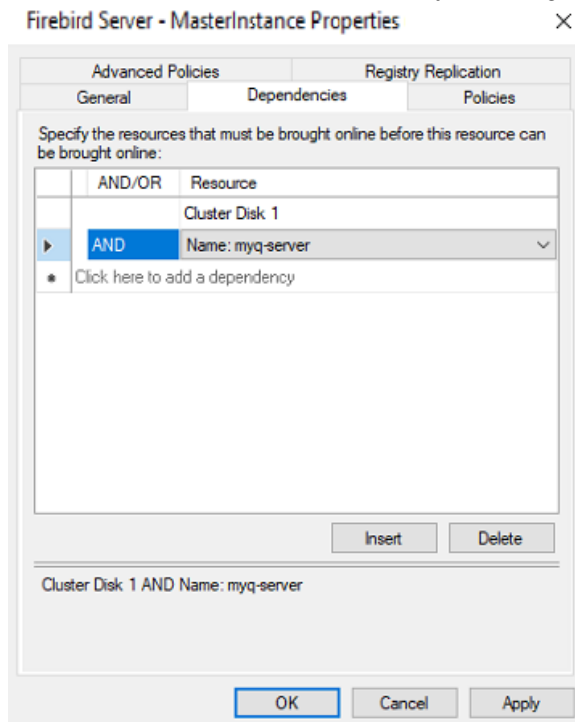 Firebird Server - MasterInstance Properties
Advanced Policies Registry Replication
General Dependencies Policies
Specify the resources that must be brought online before this resource can
be brought online:
AND/OR Resource
Cluster Disk 1
AND Name: myq-server
Click here to add a dependency
Insert Delete
Cluster Disk 1 AND Name: myq-server
OK Cancel Apply